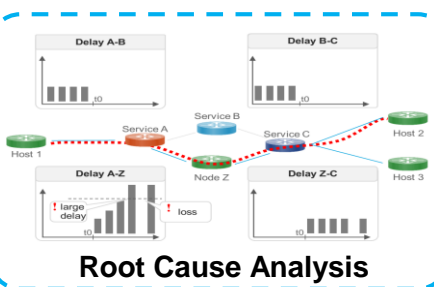 Delay A-B
t0
Delay B-C
t0
Service B
Service A
Service C
Host 2
Host 1
Node Z
Host 3
Delay A-Z
! large
delay
! loss
t0
Delay Z-C
t0
Root Cause Analysis